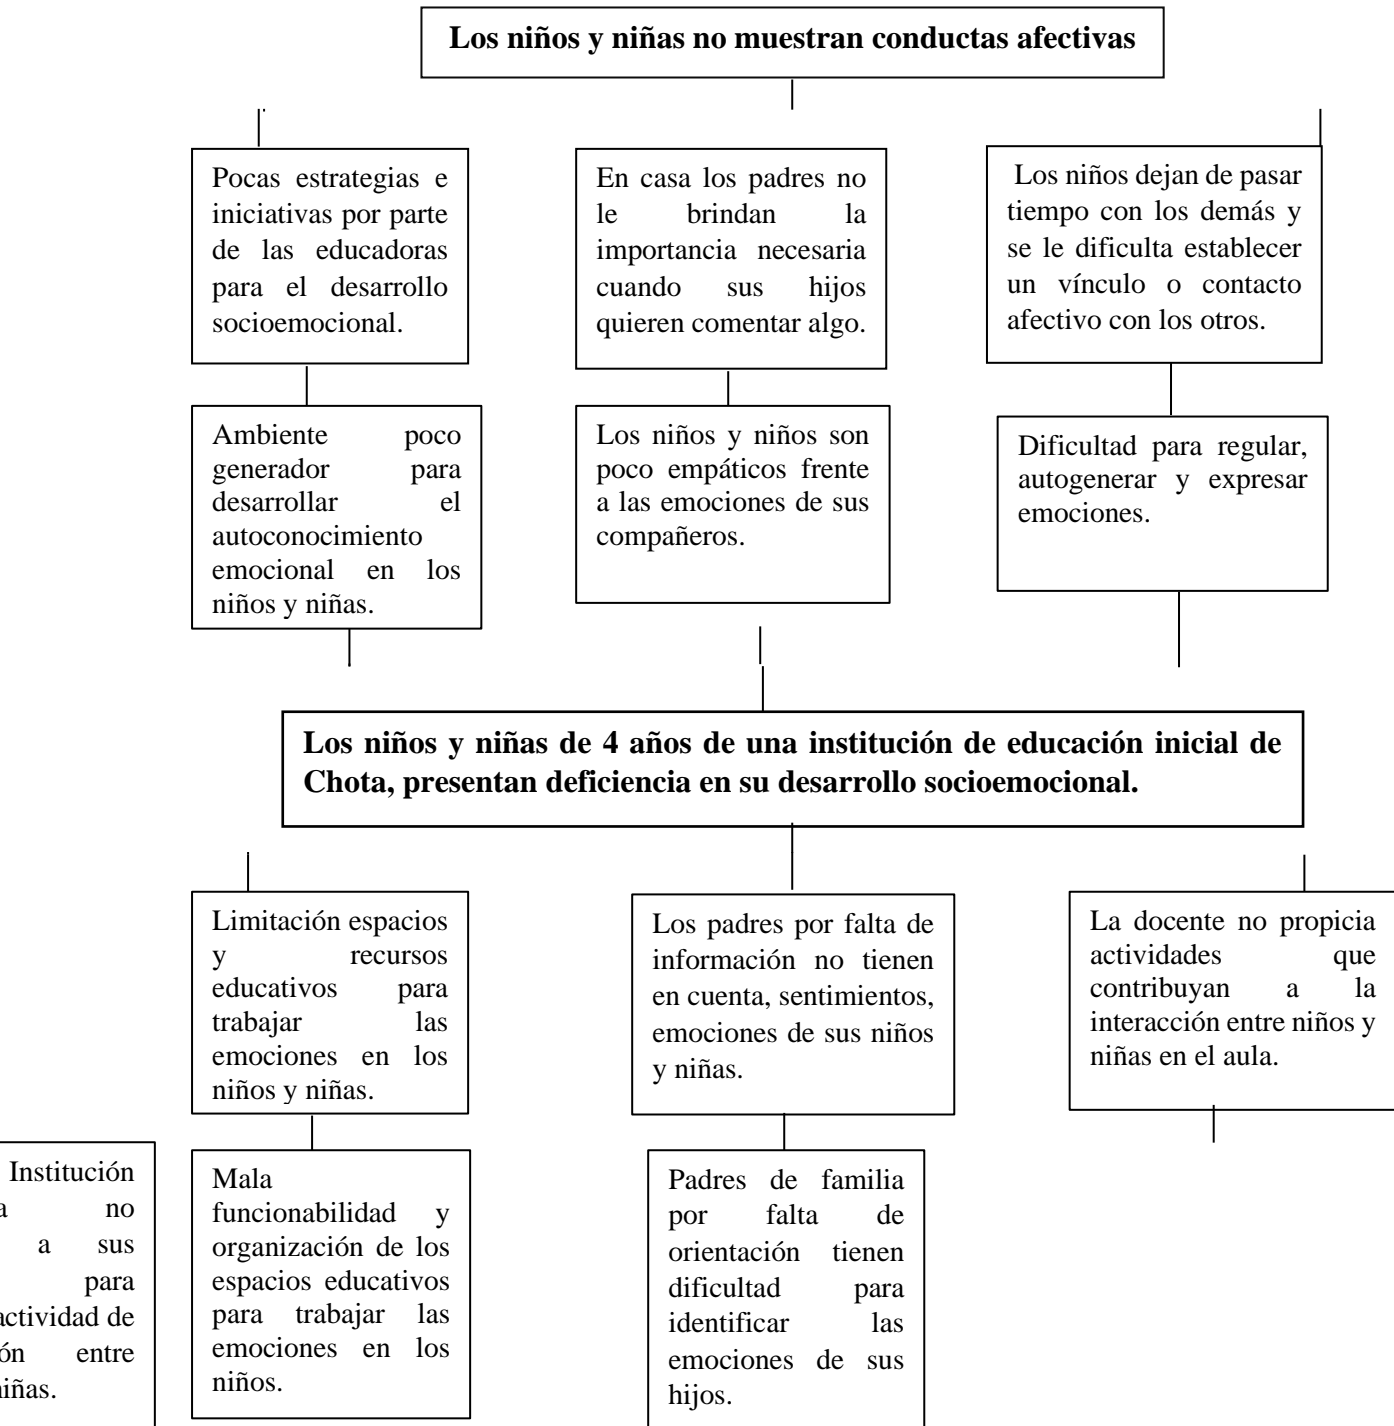 Los niños y niñas no muestran conductas afectivas
Pocas estrategias e
iniciativas por parte
de las educadoras
para el desarrollo
socioemocional.
En casa los padres no
le brindan la
importancia necesaria
cuando sus hijos
quieren comentar algo.
Los niños dejan de pasar
tiempo con los demás y
se le dificulta establecer
un vínculo o contacto
afectivo con los otros.
Ambiente poco
generador para
desarrollar el
autoconocimiento
emocional en los
niños y niñas.
Los niños y niños son
poco empáticos frente
a las emociones de sus
compañeros.
Dificultad para regular,
autogenerar y expresar
emociones.
Los niños y niñas de 4 años de una institución de educación inicial de
Chota, presentan deficiencia en su desarrollo socioemocional.
Limitación espacios
y recursos
educativos para
trabajar las
emociones en los
niños y niñas.
Los padres por falta de
información no tienen
en cuenta, sentimientos,
emociones de sus niños
y niñas.
La docente no propicia
actividades que
contribuyan a la
interacción entre niños y
niñas en el aula.
Institución
no
a sus
para
actividad de
entre
niñas.
Mala
funcionabilidad y
organización de los
espacios educativos
para trabajar las
emociones en los
niños.
Padres de familia
por falta de
orientación tienen
dificultad para
identificar las
emociones de sus
hijos.